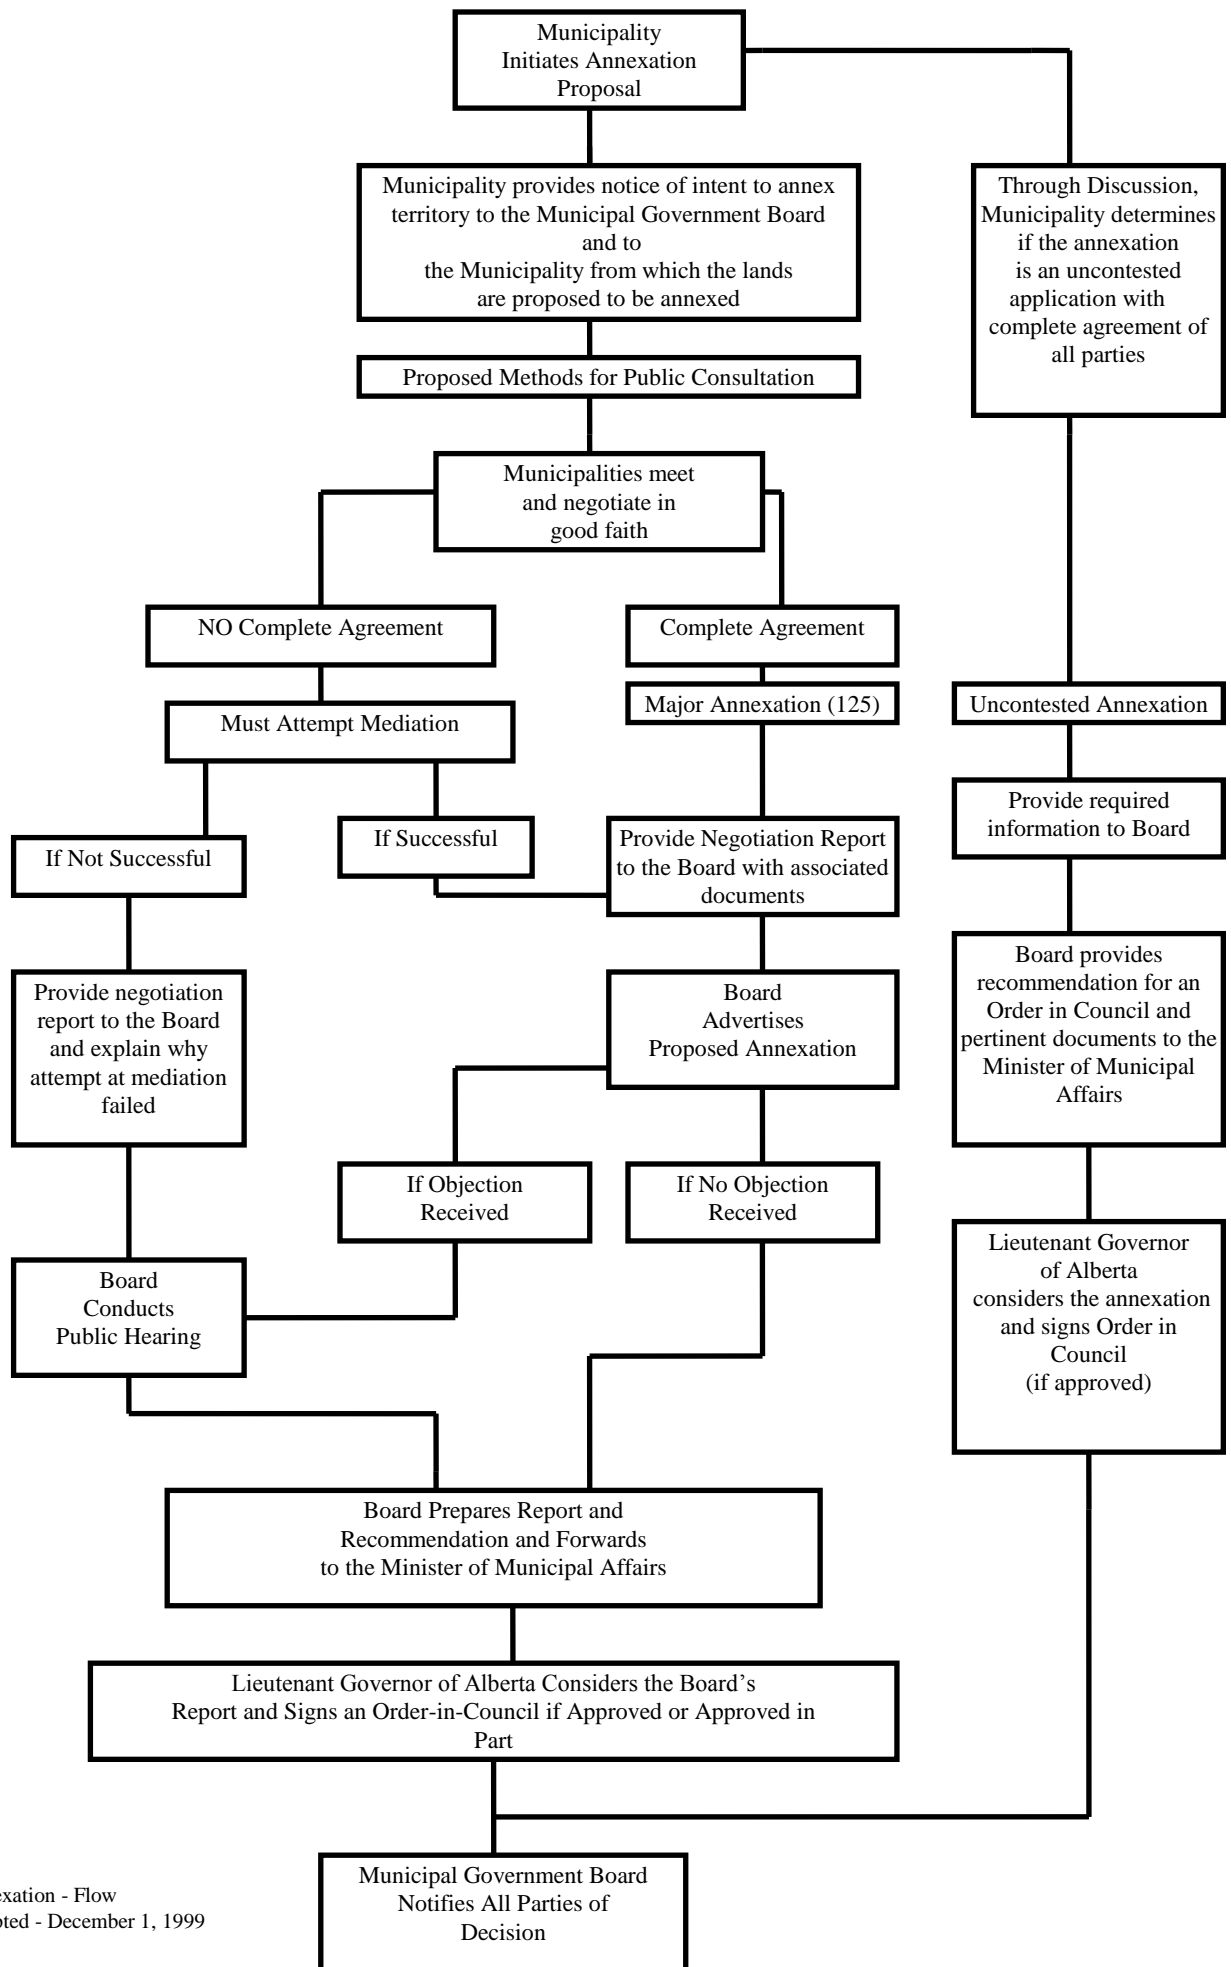 Municipality
Initiates Annexation
Proposal
Municipality provides notice of intent to annex
territory to the Municipal Government Board
and to
the Municipality from which the lands
are proposed to be annexed
Through Discussion,
Municipality determines
if the annexation
is an uncontested
application with
complete agreement of
all parties
Proposed Methods for Public Consultation
Municipalities meet
and negotiate in
good faith
NO Complete Agreement
Complete Agreement
Must Attempt Mediation
Major Annexation (125)
Uncontested Annexation
If Not Successful
If Successful
Provide Negotiation Report
to the Board with associated
documents
Provide required
information to Board
Provide negotiation
report to the Board
and explain why
attempt at mediation
failed
Board
Advertises
Proposed Annexation
Board provides
recommendation for an
Order in Council and
pertinent documents to the
Minister of Municipal
Affairs
If Objection
Received
If No Objection
Received
Board
Conducts
Public Hearing
Lieutenant Governor
of Alberta
considers the annexation
and signs Order in
Council
(if approved)
Board Prepares Report and
Recommendation and Forwards
to the Minister of Municipal Affairs
Lieutenant Governor of Alberta Considers the Board’s
Report and Signs an Order-in-Council if Approved or Approved in
Part
Municipal Government Board
Notifies All Parties of
Decision
exation - Flow
pted - December 1, 1999